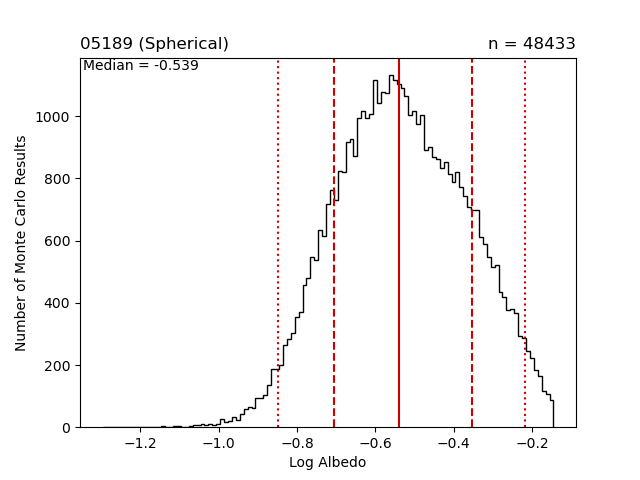 05189 (Spherical)
n = 48433
Median = -0.539
Number of Monte Carlo Results
1000
800
600
400
200
0
−1.2
−1.0
−0.8
−0.6
−0.4
−0.2
Log Albedo